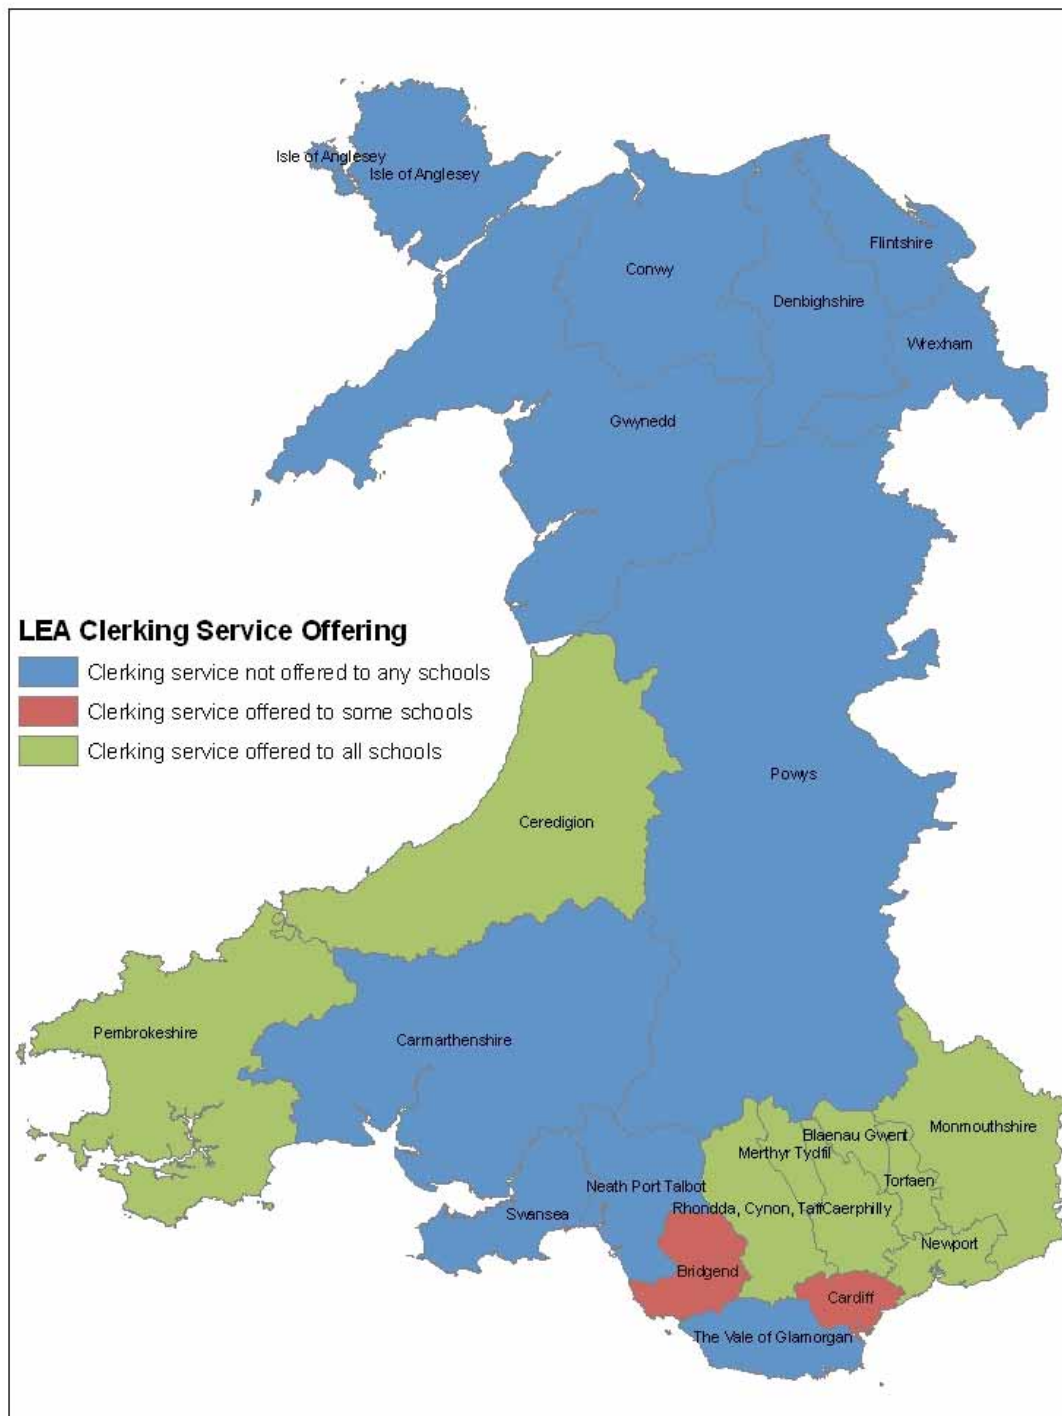 Isle of Anglesey
Isle of Anglesey
Flintshire
Conwy
Denbighshire
Wrexham
Gwynedd
LEA Clerking Service Offering
Clerking service not offered to any schools
Clerking service offered to some schools
Clerking service offered to all schools
Powys
Ceredigion
Pembrokeshire
Carmarthenshire
Monmouthshire
Blaenau Gwent
Merthyr Tydfil
Torfaen
Neath Port Talbot
Rhondda, Cynon, Taff
Caerphilly
Swansea
Newport
Bridgend
Cardiff
The Vale of Glamorgan